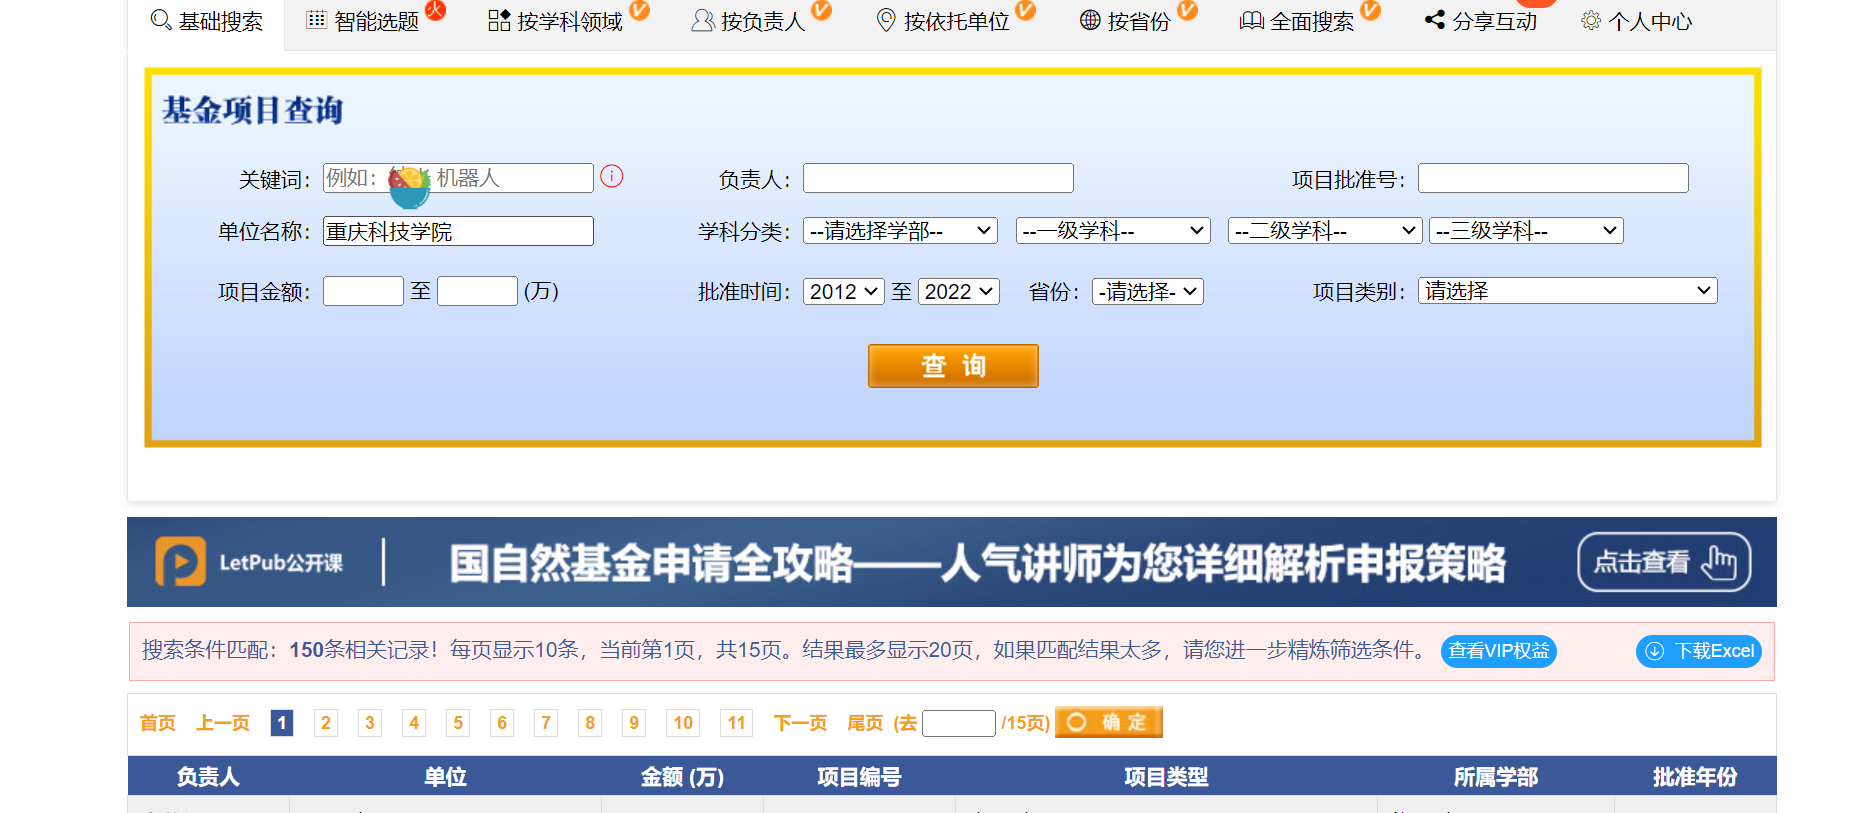 基础搜索 智能选题 火 按学科领域 按负责人 按依托单位 按省份 全面搜索 分享互动 个人中心
基金项目查询
关键词： 例如： 机器人 负责人： 项目批准号：
单位名称： 重庆科技学院 学科分类： --请选择学部-- --一级学科-- --二级学科-- --三级学科--
项目金额： 至 (万) 批准时间： 2012 至 2022 省份： -请选择- 项目类别： 请选择
查 询
LetPub公开课 国自然基金申请全攻略——人气讲师为您详细解析申报策略 点击查看
搜索条件匹配：150条相关记录！每页显示10条，当前第1页，共15页。结果最多显示20页，如果匹配结果太多，请您进一步精炼筛选条件。 查看VIP权益 下载Excel
首页 上一页 1 2 3 4 5 6 7 8 9 10 11 下一页 尾页 (去 /15页) 确 定
负责人 单位 金额 (万) 项目编号 项目类型 所属学部 批准年份